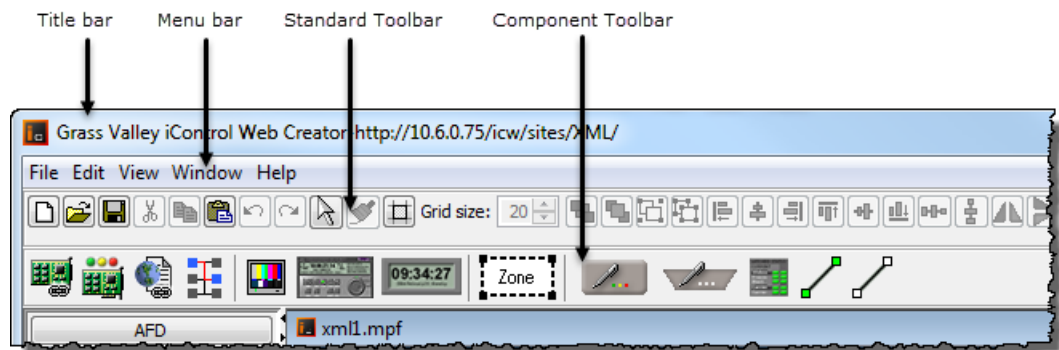 Title bar Menu bar Standard Toolbar Component Toolbar
Grass Valley iControl Web Creator-http://10.6.0.75/icw/sites/XML/
File Edit View Window Help
Grid size: 20
09:34:27 Zone
AFD xml1.mpf